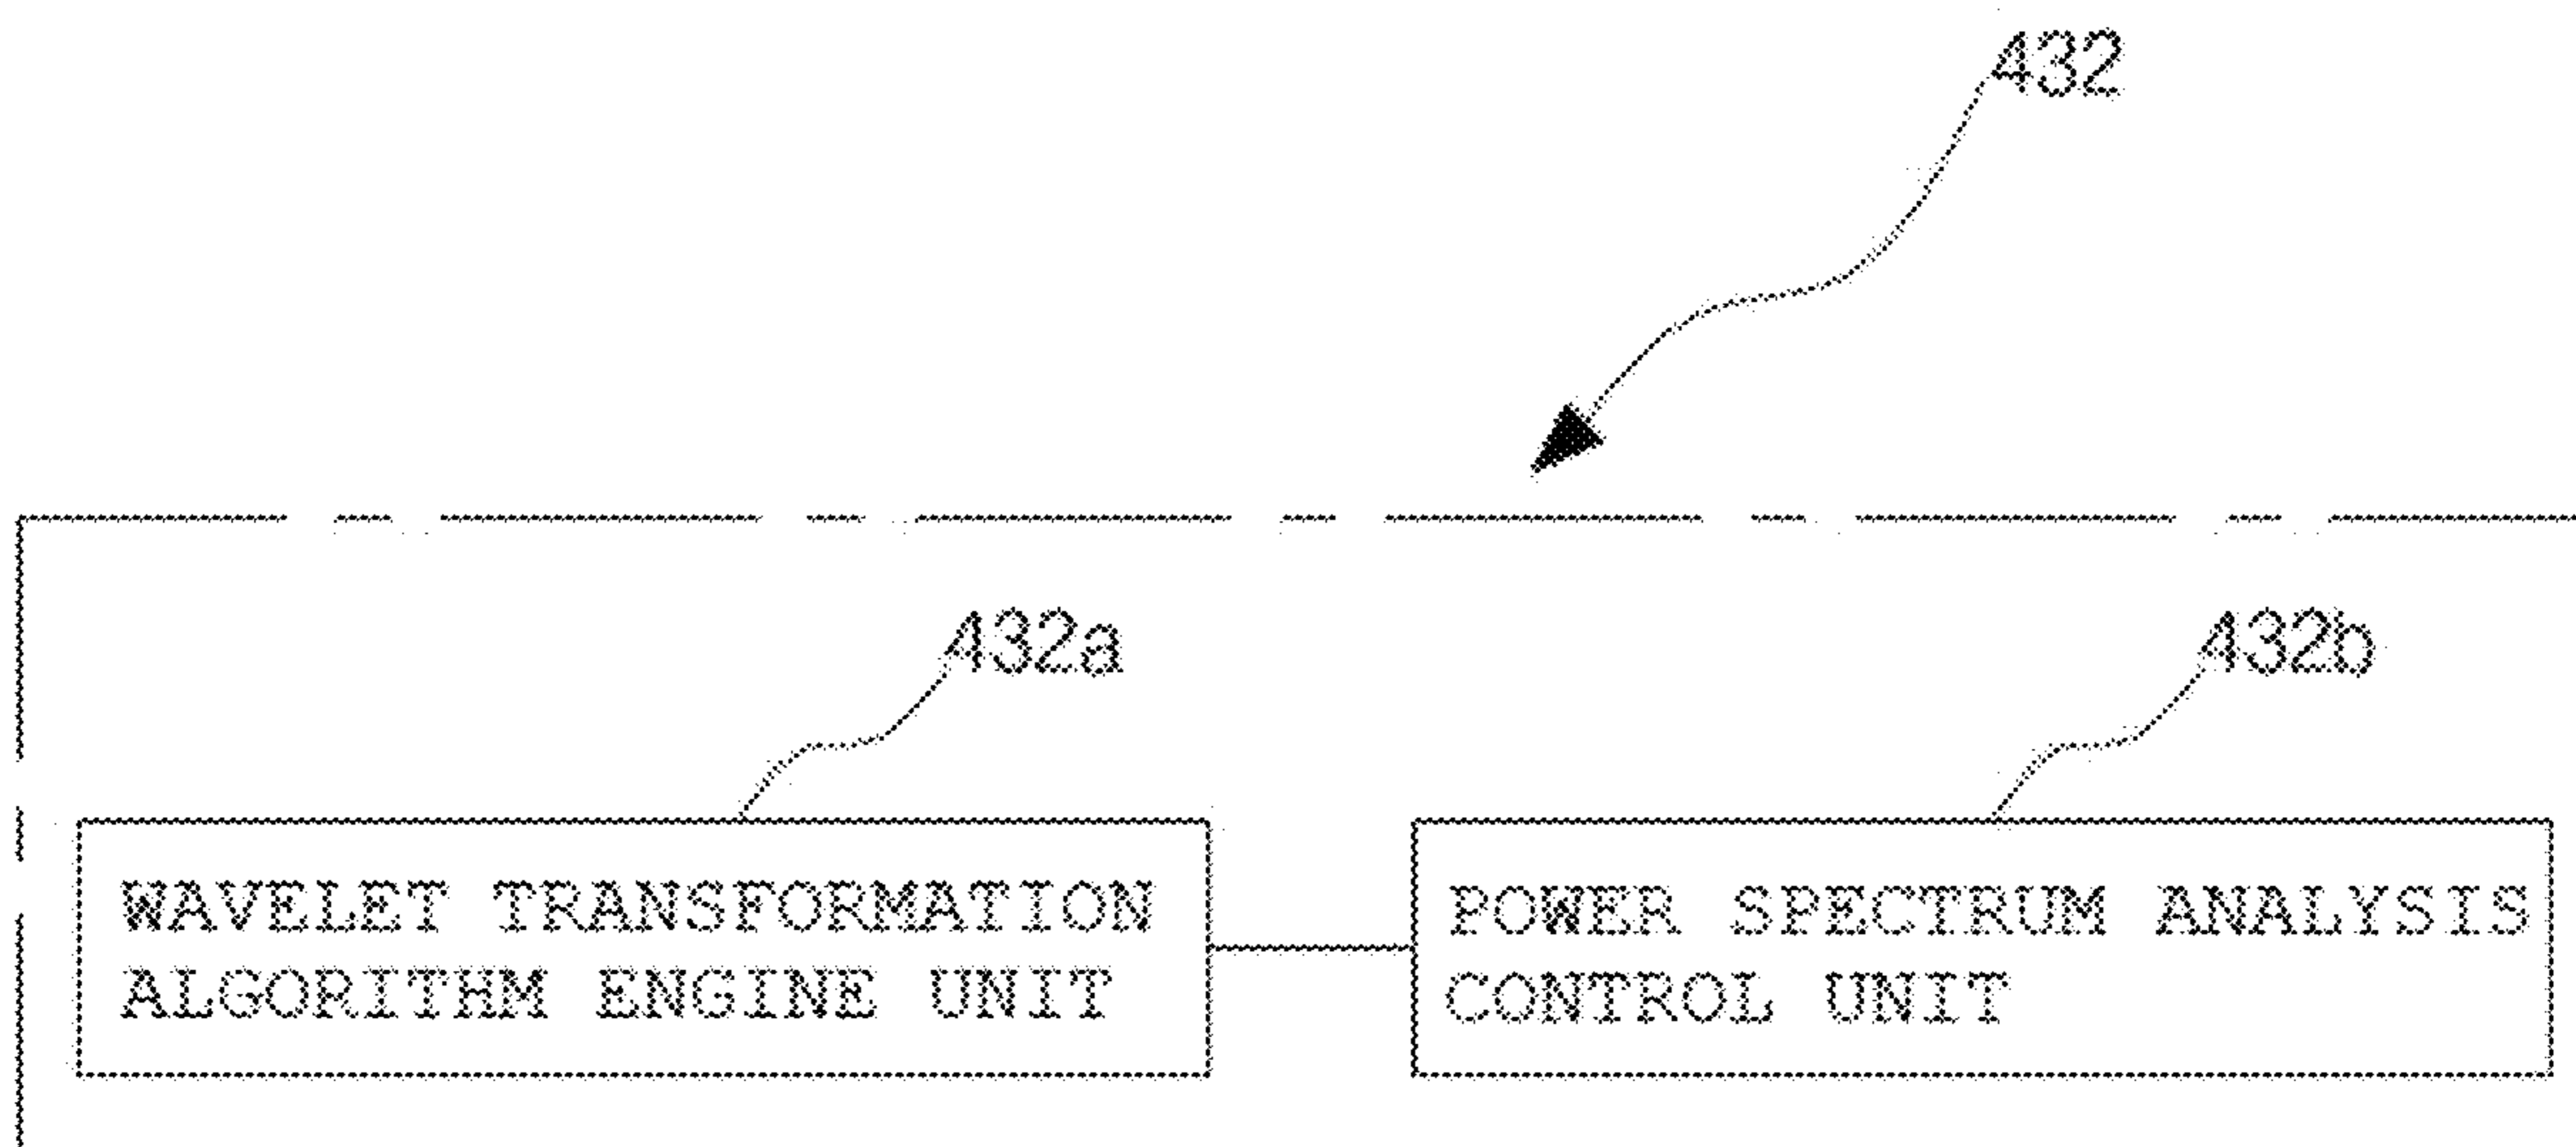 432
432a
432b
WAVELET TRANSFORMATION
ALGORITHM ENGINE UNIT
POWER SPECTRUM ANALYSIS
CONTROL UNIT